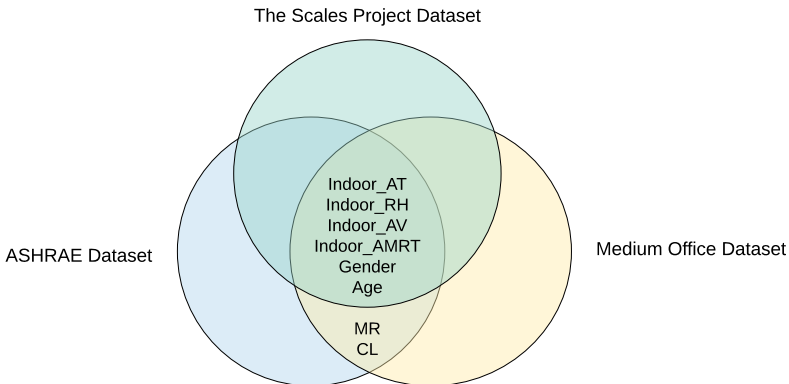 The Scales Project Dataset
Indoor_AT
Indoor_RH
Indoor_AV
Indoor_AMRT
Gender
Age
ASHRAE Dataset
Medium Office Dataset
MR
CL